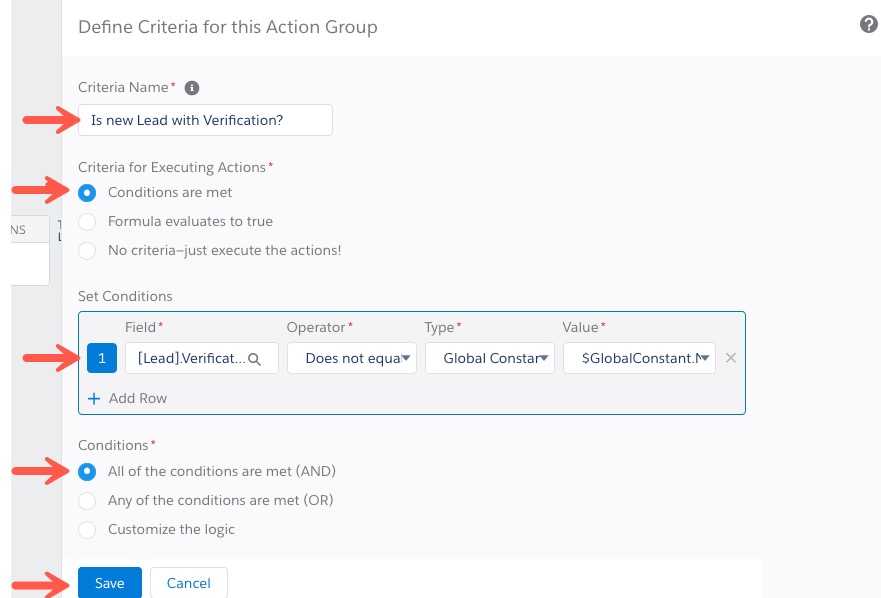 Define Criteria for this Action Group
?
Criteria Name* i
Is new Lead with Verification?
Criteria for Executing Actions*
Conditions are met
NS
Formula evaluates to true
No criteria—just execute the actions!
Set Conditions
Field* Operator* Type* Value*
1 [Lead].Verificat... Does not equal Global Constan $GlobalConstant.N
+ Add Row
Conditions*
All of the conditions are met (AND)
Any of the conditions are met (OR)
Customize the logic
Save Cancel